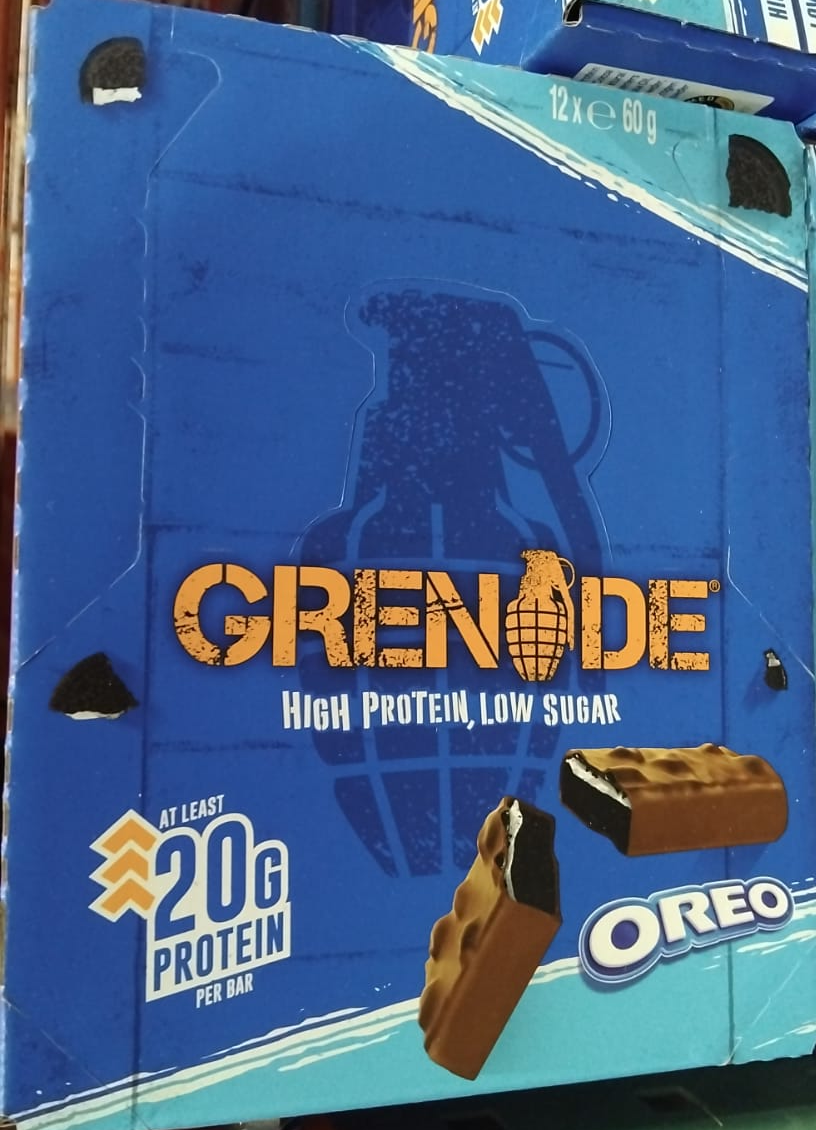 12 x e 60 g
GRENADE®
HIGH PROTEIN, LOW SUGAR
AT LEAST
20G
PROTEIN
PER BAR
OREO